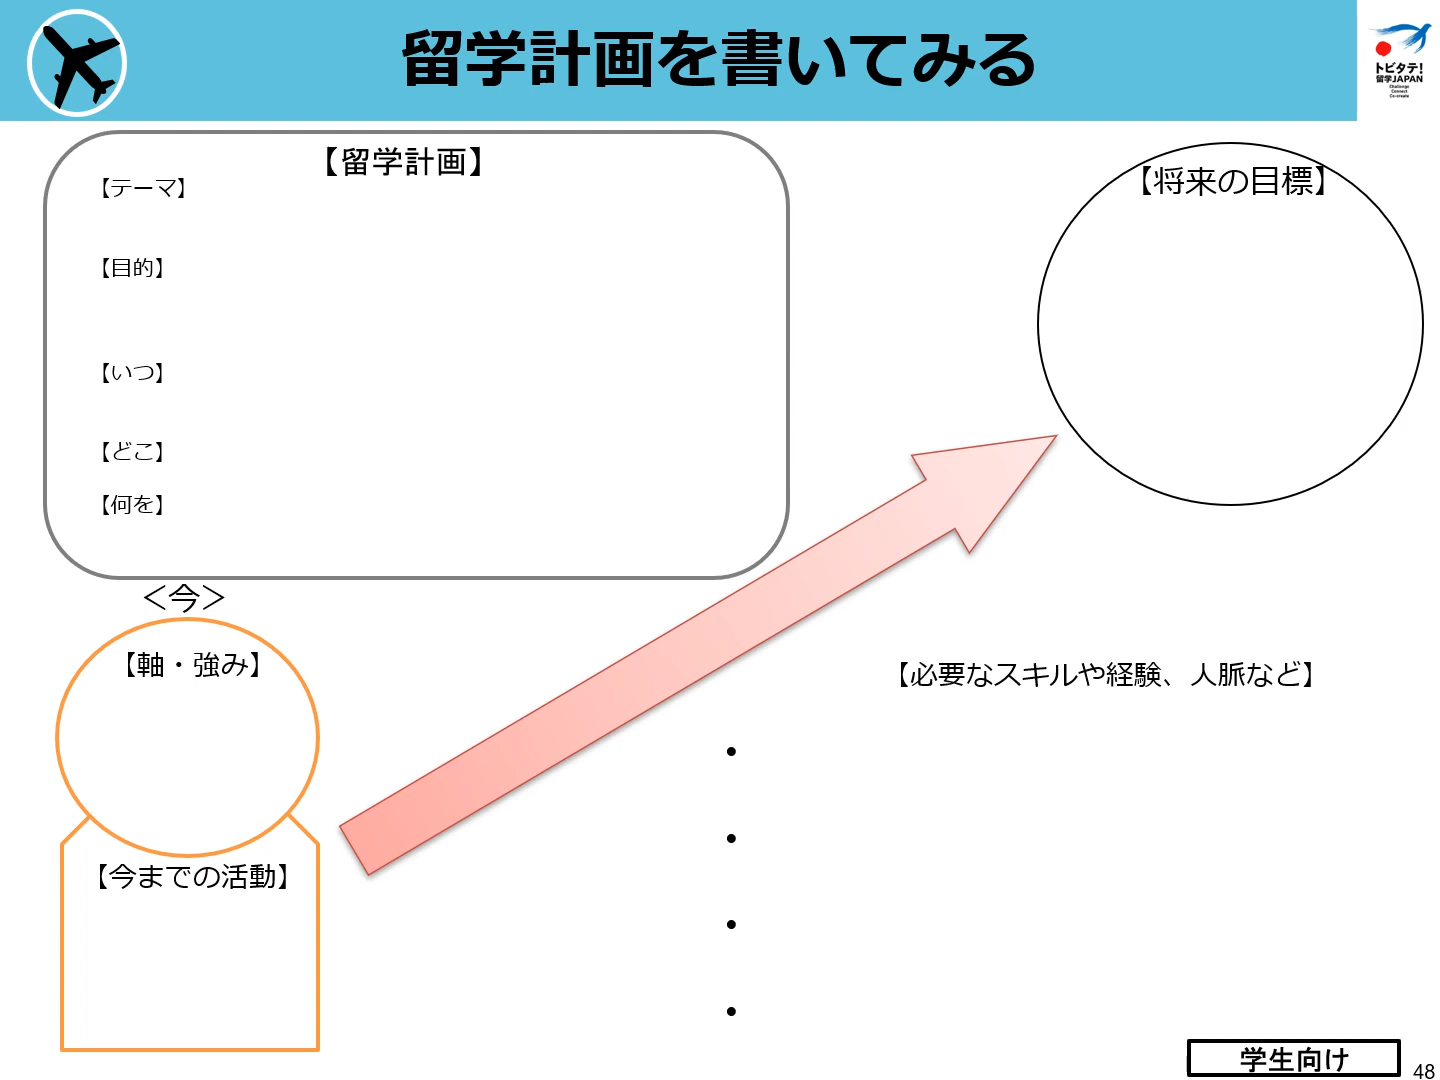 留学計画を書いてみる
トビタテ!
留学JAPAN
Challenge
Connect
Co-create
【留学計画】
【テーマ】
【目的】
【いつ】
【どこ】
【何を】
【将来の目標】
＜今＞
【軸・強み】
【今までの活動】
【必要なスキルや経験、人脈など】
•
•
•
•
学生向け
48